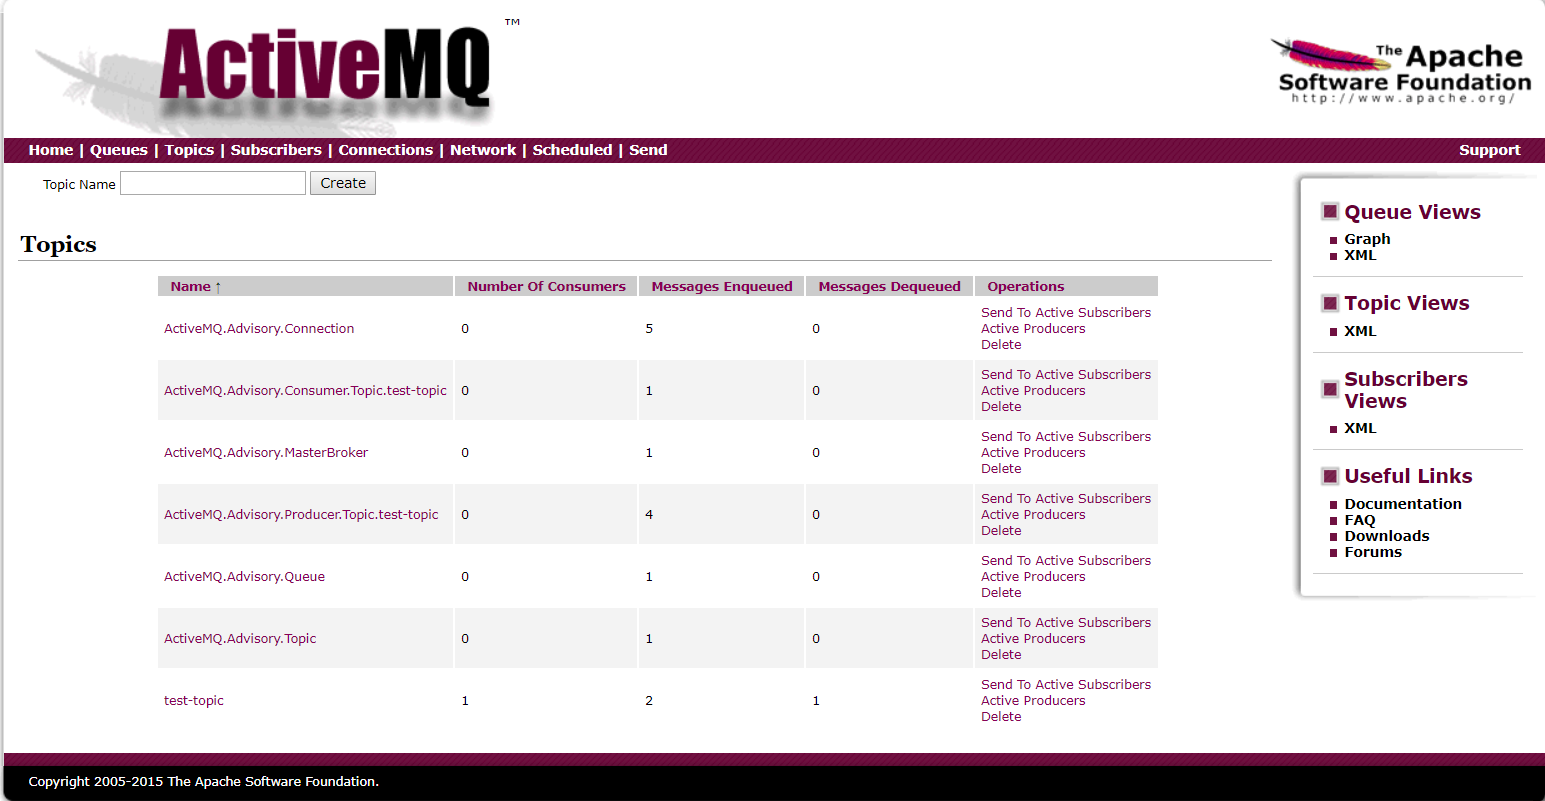 ActiveMQ™
The Apache
Software Foundation
http://www.apache.org/
Home | Queues | Topics | Subscribers | Connections | Network | Scheduled | Send
Support
Topic Name Create
Topics
Name ↑ Number Of Consumers Messages Enqueued Messages Dequeued Operations
ActiveMQ.Advisory.Connection 0 5 0 Send To Active Subscribers
Active Producers
Delete
ActiveMQ.Advisory.Consumer.Topic.test-topic 0 1 0 Send To Active Subscribers
Active Producers
Delete
ActiveMQ.Advisory.MasterBroker 0 1 0 Send To Active Subscribers
Active Producers
Delete
ActiveMQ.Advisory.Producer.Topic.test-topic 0 4 0 Send To Active Subscribers
Active Producers
Delete
ActiveMQ.Advisory.Queue 0 1 0 Send To Active Subscribers
Active Producers
Delete
ActiveMQ.Advisory.Topic 0 1 0 Send To Active Subscribers
Active Producers
Delete
test-topic 1 2 1 Send To Active Subscribers
Active Producers
Delete
Queue Views
Graph
XML
Topic Views
XML
Subscribers
Views
XML
Useful Links
Documentation
FAQ
Downloads
Forums
Copyright 2005-2015 The Apache Software Foundation.